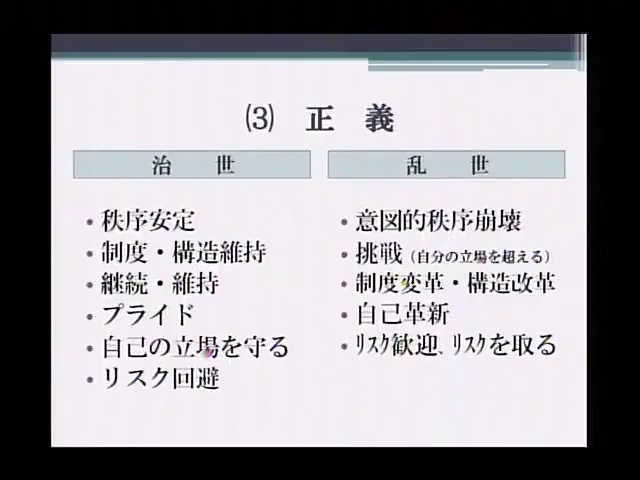 (3) 正 義
治 世
乱 世
・秩序安定
・制度・構造維持
・継続・維持
・プライド
・自己の立場を守る
・リスク回避
・意図的秩序崩壊
・挑戦（自分の立場を超える）
・制度変革・構造改革
・自己革新
・ﾘｽｸ歓迎、ﾘｽｸを取る